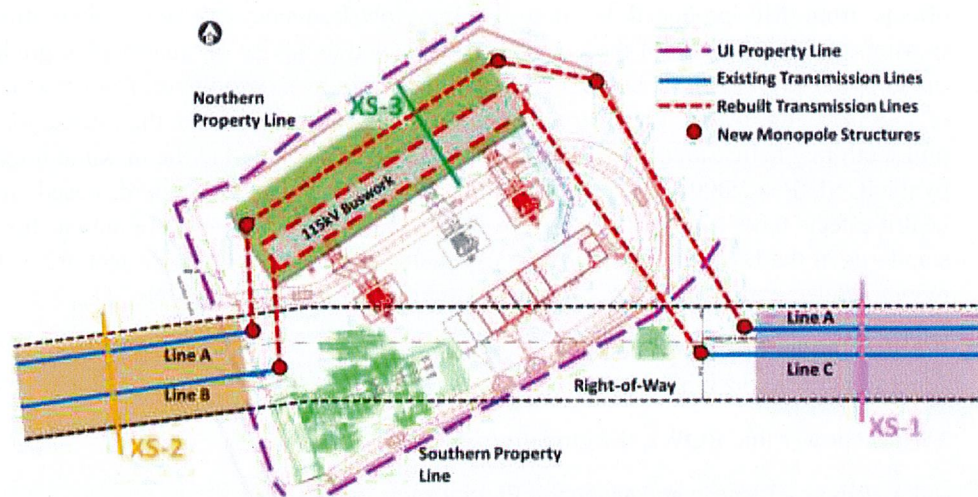 UI Property Line
Existing Transmission Lines
Rebuilt Transmission Lines
New Monopole Structures
Northern
Property Line
XS-3
115kV Buswork
Line A
Line B
XS-2
Line A
Line C
XS-1
Right-of-Way
Southern Property
Line